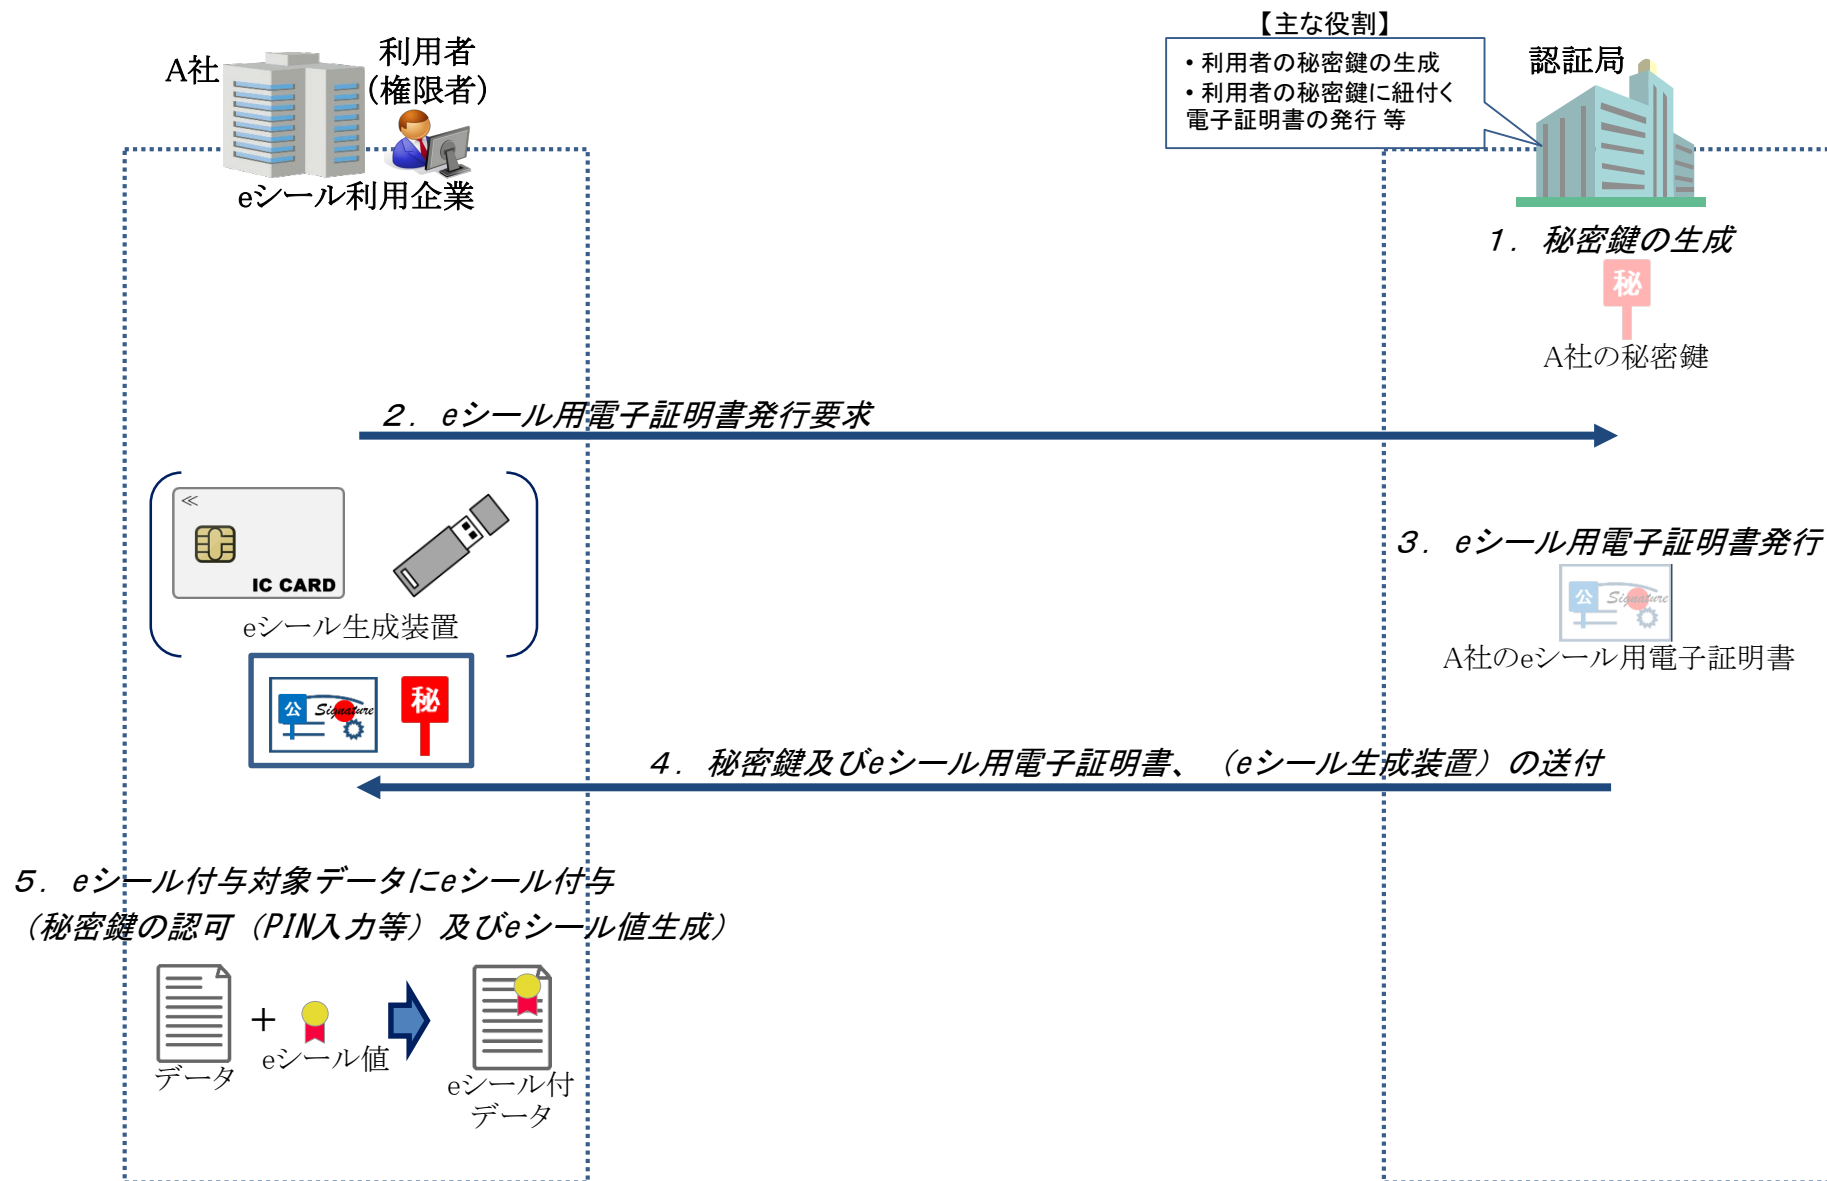 A社
利用者
(権限者)
eシール利用企業
【主な役割】
・利用者の秘密鍵の生成
・利用者の秘密鍵に紐付く
電子証明書の発行 等
認証局
1. 秘密鍵の生成
秘
A社の秘密鍵
2. eシール用電子証明書発行要求
≪
IC CARD
eシール生成装置
3. eシール用電子証明書発行
公 Signature
A社のeシール用電子証明書
公 Signature
秘
4. 秘密鍵及びeシール用電子証明書、（eシール生成装置）の送付
5. eシール付与対象データにeシール付与
（秘密鍵の認可（PIN入力等）及びeシール値生成）
データ
+
eシール値
eシール付
データ